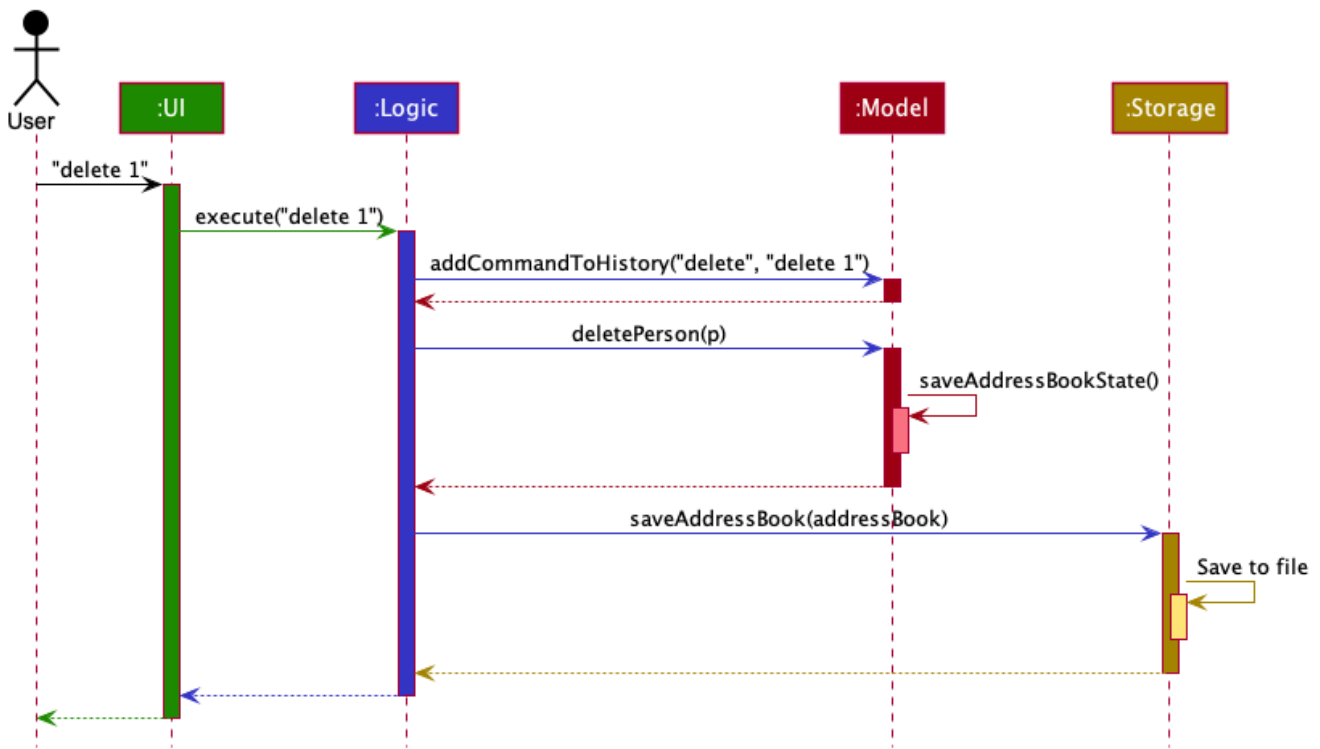 :UI
:Logic
:Model
:Storage
User
"delete 1"
execute("delete 1")
addCommandToHistory("delete", "delete 1")
deletePerson(p)
saveAddressBookState()
saveAddressBook(addressBook)
Save to file